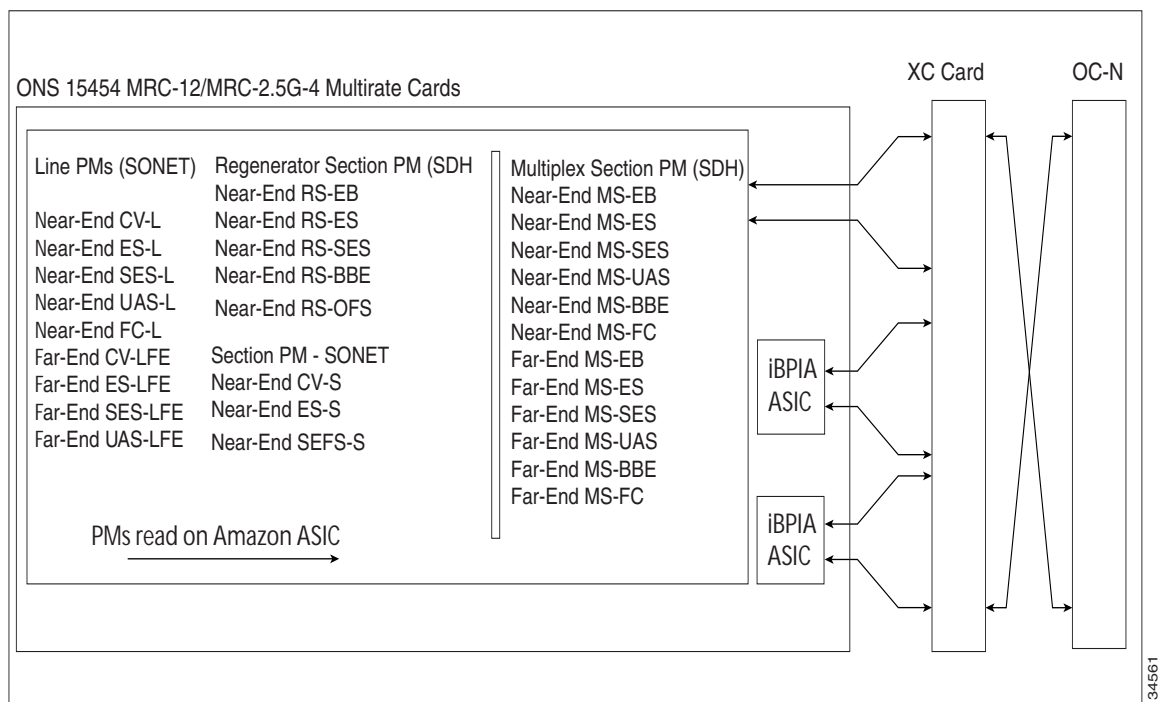 XC Card
OC-N
ONS 15454 MRC-12/MRC-2.5G-4 Multirate Cards
Line PMs (SONET)
Near-End CV-L
Near-End ES-L
Near-End SES-L
Near-End UAS-L
Near-End FC-L
Far-End CV-LFE
Far-End ES-LFE
Far-End SES-LFE
Far-End UAS-LFE
Regenerator Section PM (SDH
Near-End RS-EB
Near-End RS-ES
Near-End RS-SES
Near-End RS-BBE
Near-End RS-OFS
Section PM - SONET
Near-End CV-S
Near-End ES-S
Near-End SEFS-S
Multiplex Section PM (SDH)
Near-End MS-EB
Near-End MS-ES
Near-End MS-SES
Near-End MS-UAS
Near-End MS-BBE
Near-End MS-FC
Far-End MS-EB
Far-End MS-ES
Far-End MS-SES
Far-End MS-UAS
Far-End MS-BBE
Far-End MS-FC
PMs read on Amazon ASIC
iBPIA
ASIC
iBPIA
ASIC
34561